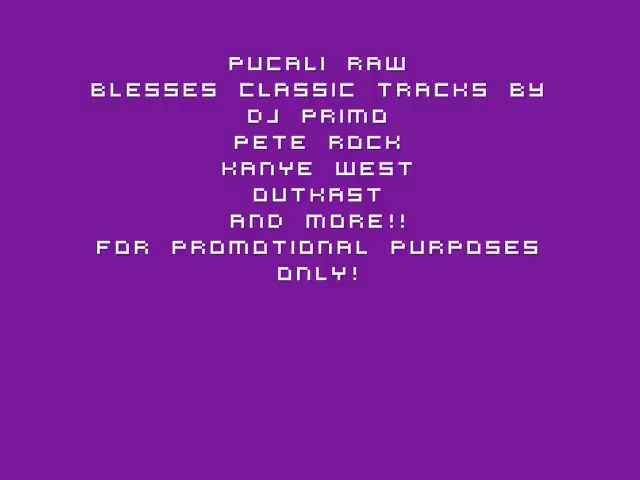 PUCALI RAW
BLESSES CLASSIC TRACKS BY
DJ PRIMO
PETE ROCK
KANYE WEST
OUTKAST
AND MORE!!
FOR PROMOTIONAL PURPOSES
ONLY!